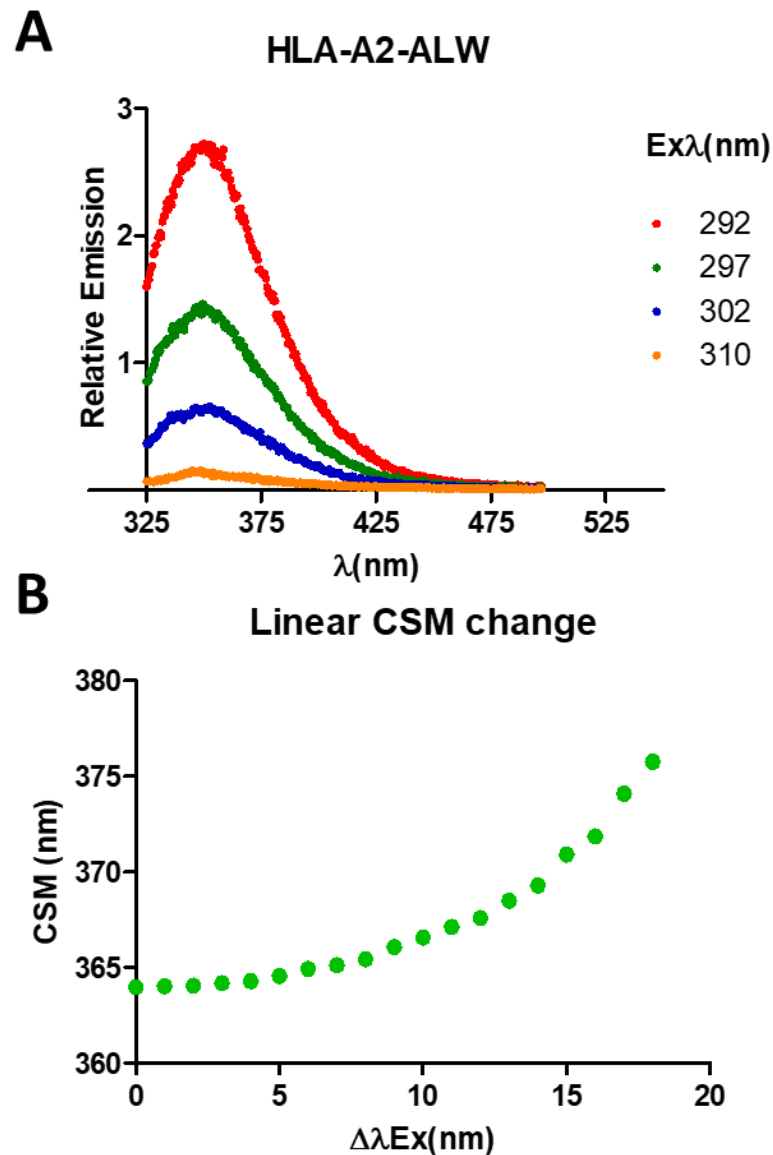 A
HLA-A2-ALW
3
2
1
Relative Emission
325
375
425
475
525
λ(nm)
Exλ(nm)
292
297
302
310
B
Linear CSM change
380
375
370
365
360
CSM (nm)
0
5
10
15
20
ΔλEx(nm)